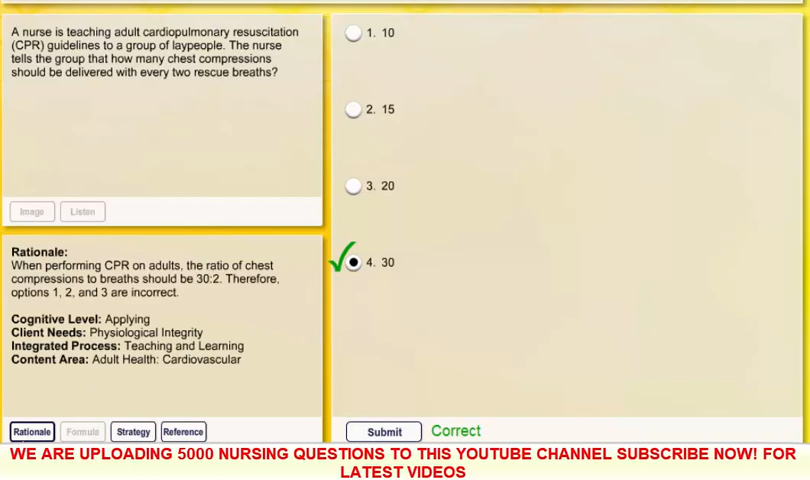 A nurse is teaching adult cardiopulmonary resuscitation
(CPR) guidelines to a group of laypeople. The nurse
tells the group that how many chest compressions
should be delivered with every two rescue breaths?
Image
Listen
Rationale:
When performing CPR on adults, the ratio of chest
compressions to breaths should be 30:2. Therefore,
options 1, 2, and 3 are incorrect.
Cognitive Level: Applying
Client Needs: Physiological Integrity
Integrated Process: Teaching and Learning
Content Area: Adult Health: Cardiovascular
Rationale
Formula
Strategy
Reference
1. 10
2. 15
3. 20
4. 30
Submit
Correct
WE ARE UPLOADING 5000 NURSING QUESTIONS TO THIS YOUTUBE CHANNEL SUBSCRIBE NOW! FOR
LATEST VIDEOS